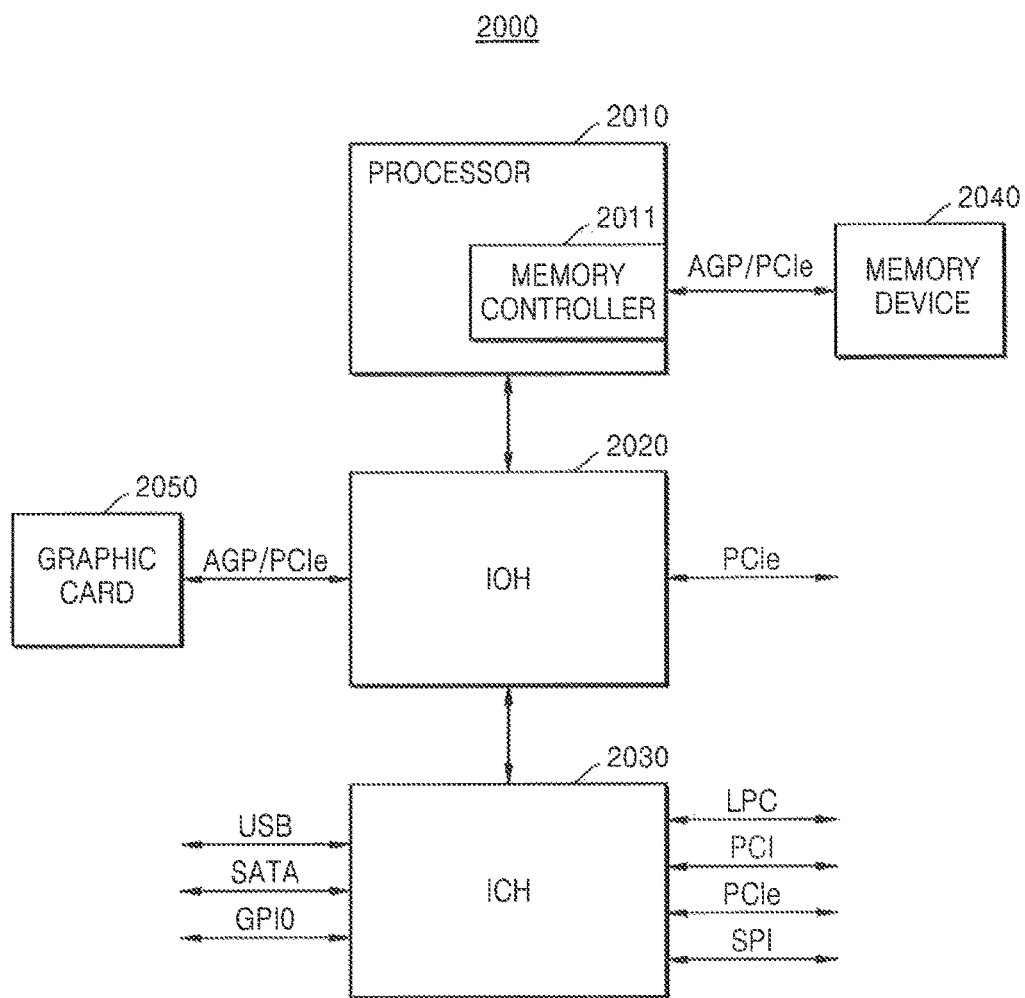 2000
2010
PROCESSOR
2011
MEMORY
CONTROLLER
AGP/PCIe
2040
MEMORY
DEVICE
2020
2050
GRAPHIC
CARD
AGP/PCIe
IOH
PCIe
2030
USB
SATA
GPI0
ICH
LPC
PCI
PCIe
SPI